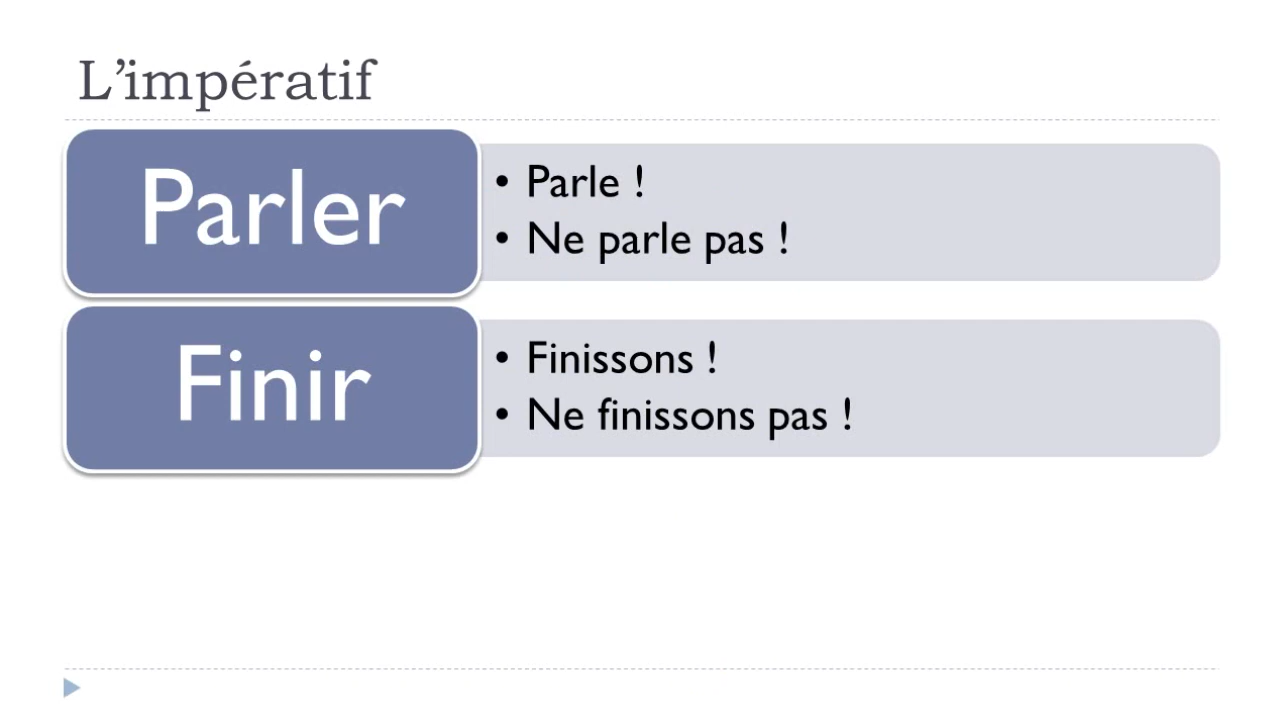 L’impératif
Parler
• Parle !
• Ne parle pas !
Finir
• Finissons !
• Ne finissons pas !